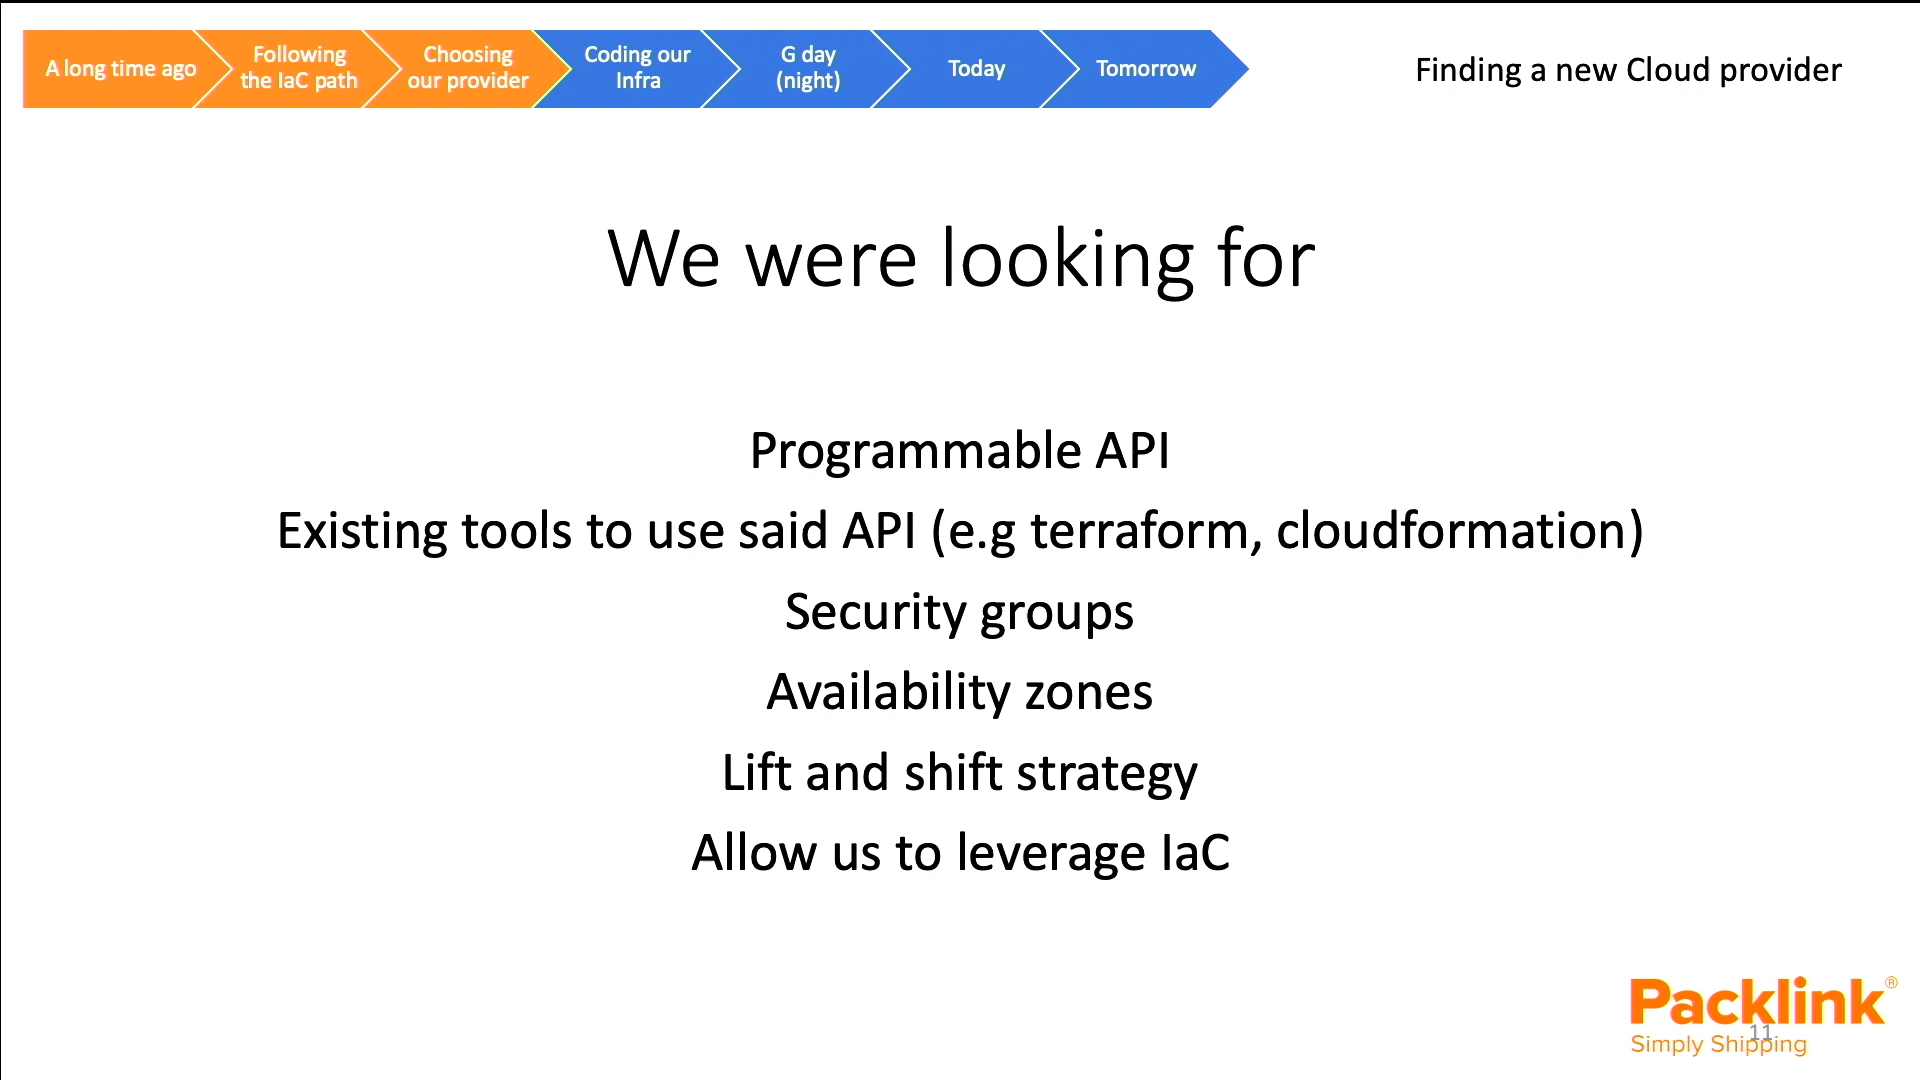 A long time ago
Following
the IaC path
Choosing
our provider
Coding our
Infra
G day
(night)
Today
Tomorrow
Finding a new Cloud provider
We were looking for
Programmable API
Existing tools to use said API (e.g terraform, cloudformation)
Security groups
Availability zones
Lift and shift strategy
Allow us to leverage IaC
Packlink®
Simply Shipping
11